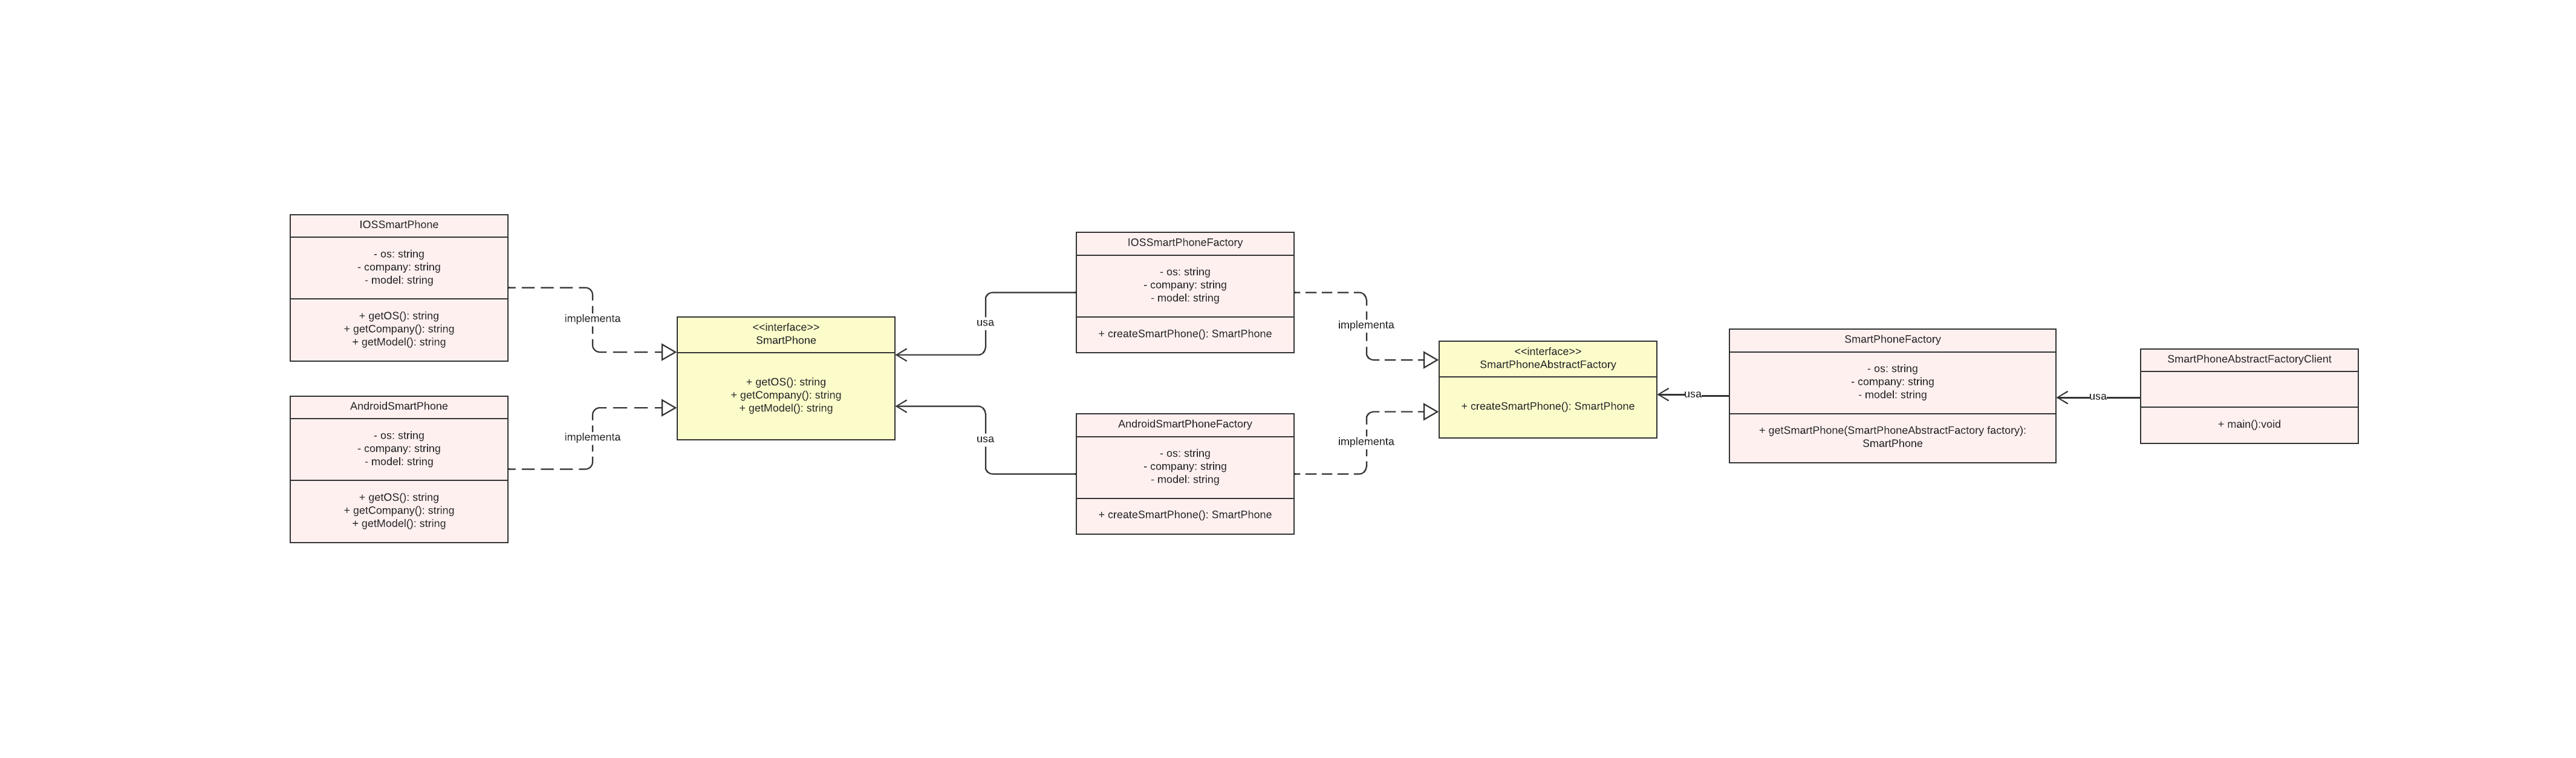 IOSSmartPhone
- os: string
- company: string
- model: string
+ getOS(): string
+ getCompany(): string
+ getModel(): string
AndroidSmartPhone
- os: string
- company: string
- model: string
+ getOS(): string
+ getCompany(): string
+ getModel(): string
implementa
implementa
<<interface>>
SmartPhone
+ getOS(): string
+ getCompany(): string
+ getModel(): string
usa
usa
IOSSmartPhoneFactory
- os: string
- company: string
- model: string
+ createSmartPhone(): SmartPhone
AndroidSmartPhoneFactory
- os: string
- company: string
- model: string
+ createSmartPhone(): SmartPhone
implementa
implementa
<<interface>>
SmartPhoneAbstractFactory
+ createSmartPhone(): SmartPhone
usa
SmartPhoneFactory
- os: string
- company: string
- model: string
+ getSmartPhone(SmartPhoneAbstractFactory factory):
SmartPhone
usa
SmartPhoneAbstractFactoryClient
+ main():void